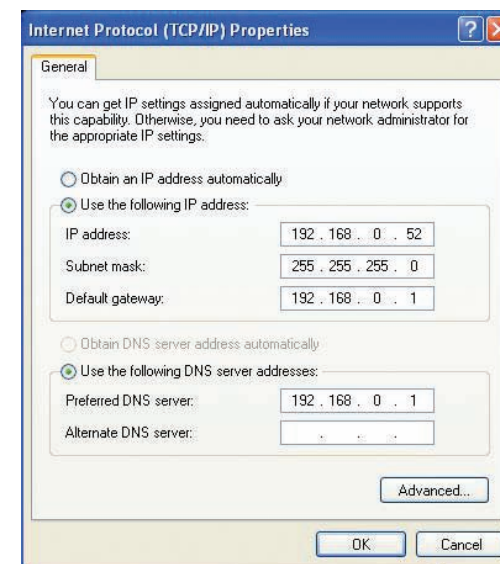 Internet Protocol (TCP/IP) Properties
General
You can get IP settings assigned automatically if your network supports
this capability. Otherwise, you need to ask your network administrator for
the appropriate IP settings.
Obtain an IP address automatically
Use the following IP address:
IP address: 192 . 168 . 0 . 52
Subnet mask: 255 . 255 . 255 . 0
Default gateway: 192 . 168 . 0 . 1
Obtain DNS server address automatically
Use the following DNS server addresses:
Preferred DNS server: 192 . 168 . 0 . 1
Alternate DNS server: . . .
Advanced...
OK Cancel